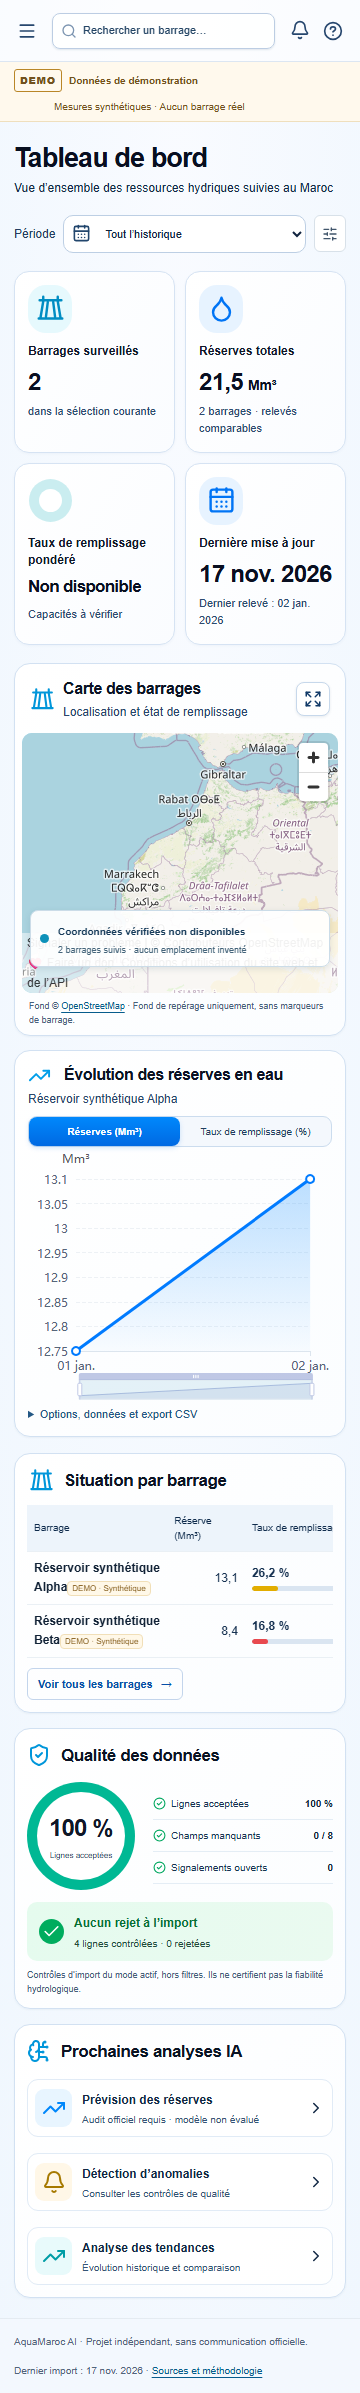 Rechercher un barrage…
DEMO Données de démonstration
Mesures synthétiques · Aucun barrage réel
Tableau de bord
Vue d'ensemble des ressources hydriques suivies au Maroc
Période Tout l'historique
Barrages surveillés
2
dans la sélection courante
Réserves totales
21,5 Mm³
2 barrages · relevés
comparables
Taux de remplissage
pondéré
Non disponible
Capacités à vérifier
Dernière mise à jour
17 nov. 2026
Dernier relevé : 02 jan.
2026
Carte des barrages
Localisation et état de remplissage
Málaga
Gibraltar
Rabat ⵔⴱⴰⵟ
الرباط
Oriental
الشرقية
Marrakech
مراكش
Drâa-Tafilalet
Coordonnées vérifiées non disponibles
2 barrages suivis · aucun emplacement inventé
de l'API
المغرب
Fond © OpenStreetMap · Fond de repérage uniquement, sans marqueurs
de barrage.
Évolution des réserves en eau
Réservoir synthétique Alpha
Réserves (Mm³) Taux de remplissage (%)
Mm³
13.1
13.05
13
12.95
12.9
12.85
12.8
12.75
01 jan. 02 jan.
Options, données et export CSV
Situation par barrage
Barrage Réserve (Mm³) Taux de remplissa
Réservoir synthétique
Alpha DEMO · Synthétique 13,1 26,2 %
Réservoir synthétique
Beta DEMO · Synthétique 8,4 16,8 %
Voir tous les barrages →
Qualité des données
100 %
Lignes acceptées
Lignes acceptées 100 %
Champs manquants 0 / 8
Signalements ouverts 0
Aucun rejet à l'import
4 lignes contrôlées · 0 rejetées
Contrôles d'import du mode actif, hors filtres. Ils ne certifient pas la fiabilité
hydrologique.
Prochaines analyses IA
Prévision des réserves
Audit officiel requis · modèle non évalué
Détection d'anomalies
Consulter les contrôles de qualité
Analyse des tendances
Évolution historique et comparaison
AquaMaroc AI · Projet indépendant, sans communication officielle.
Dernier import : 17 nov. 2026 · Sources et méthodologie